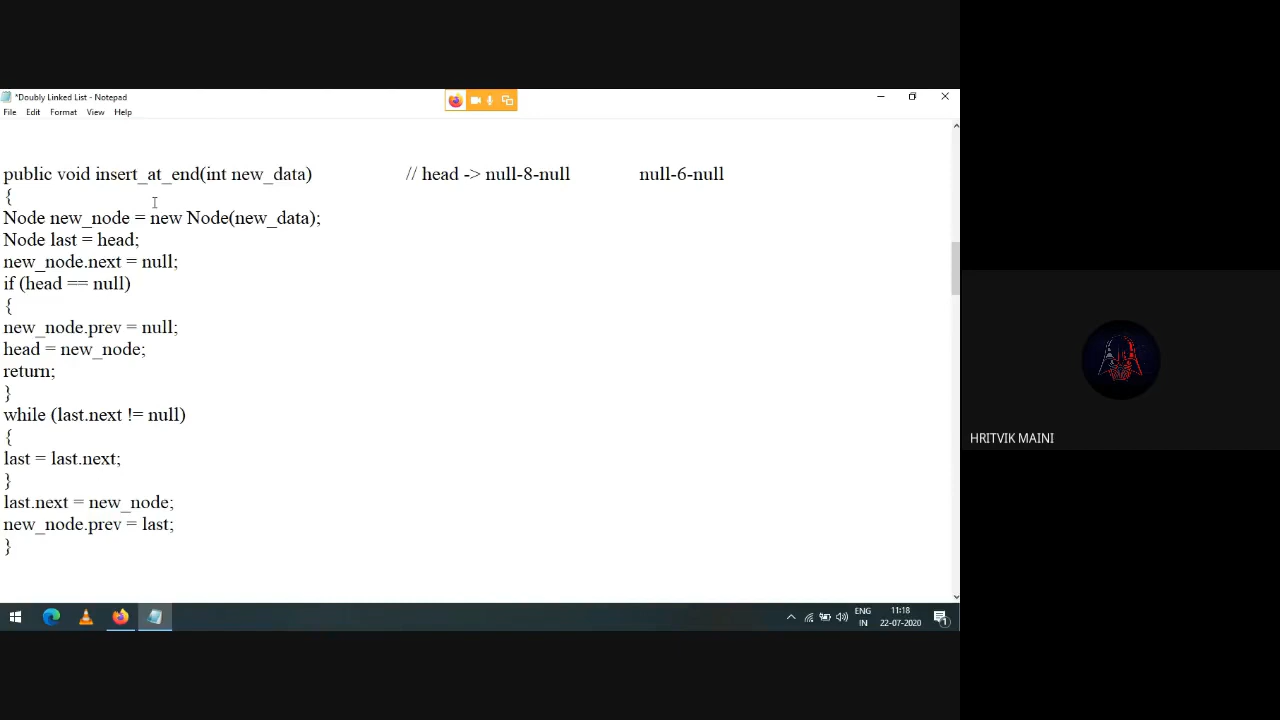 *Doubly Linked List - Notepad
File Edit Format View Help
public void insert_at_end(int new_data) // head -> null-8-null null-6-null
{
Node new_node = new Node(new_data);
Node last = head;
new_node.next = null;
if (head == null)
{
new_node.prev = null;
head = new_node;
return;
}
while (last.next != null)
{
last = last.next;
}
last.next = new_node;
new_node.prev = last;
}
HRITVIK MAINI
ENG 11:18
IN 22-07-2020
1